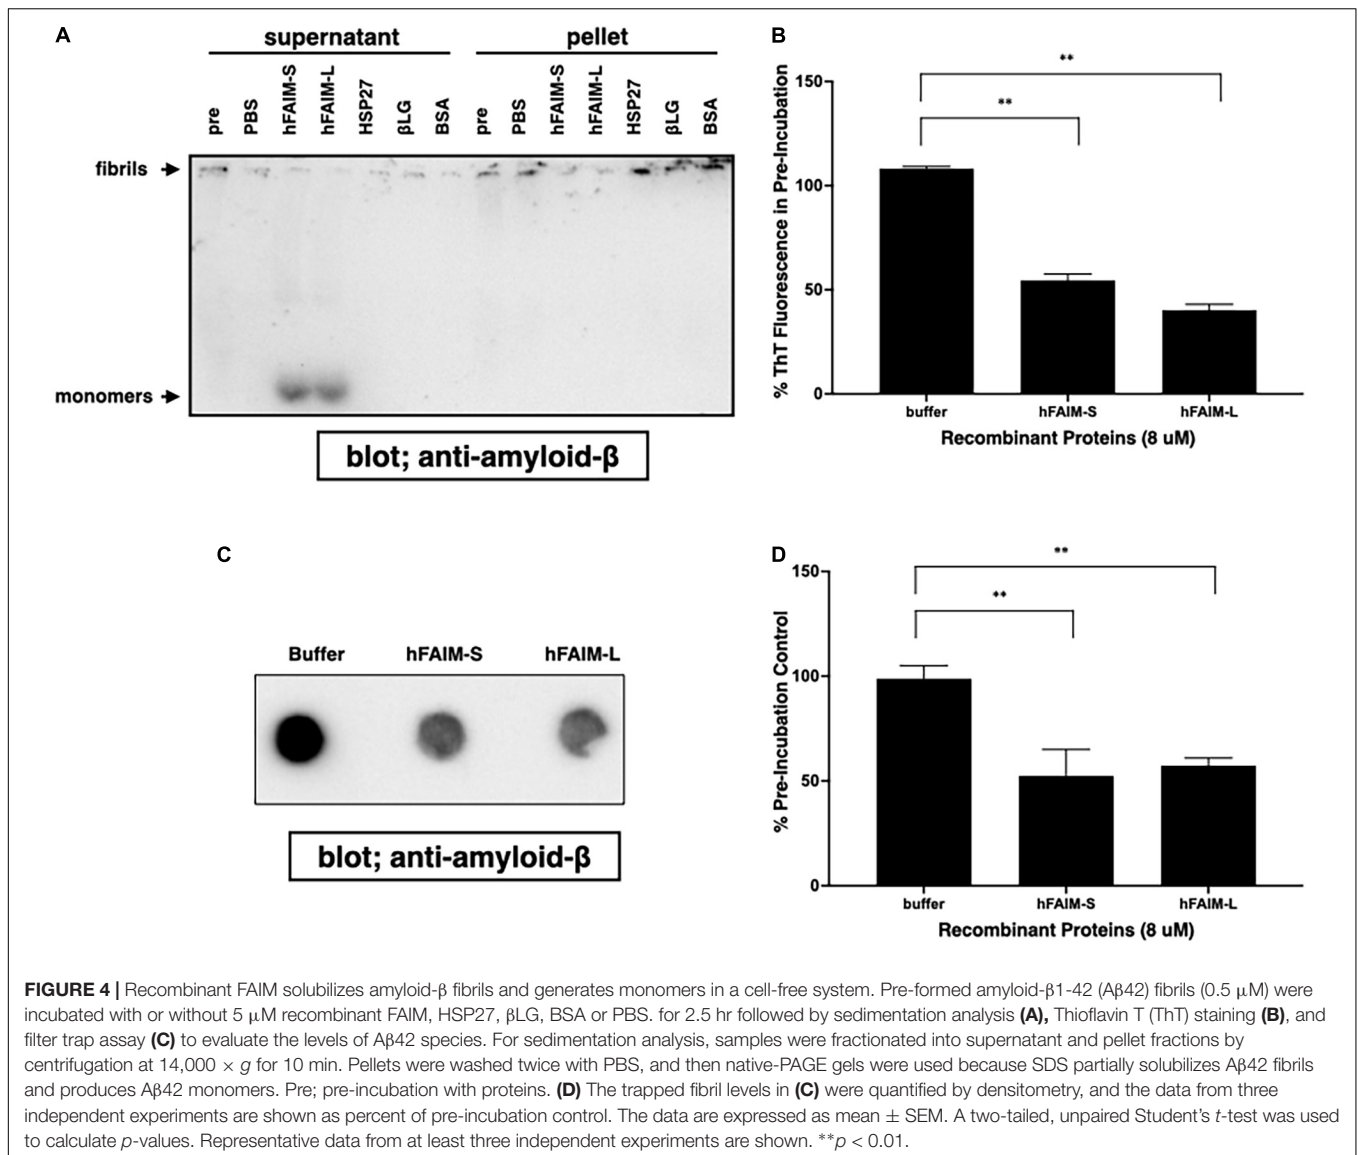 A
supernatant
pellet
pre
PBS
hFAIM-S
hFAIM-L
HSP27
βLG
BSA
pre
PBS
hFAIM-S
hFAIM-L
HSP27
βLG
BSA
fibrils
monomers
blot; anti-amyloid-β
B
% ThT Fluorescence in Pre-Incubation
150
100
50
0
**
**
buffer
hFAIM-S
hFAIM-L
Recombinant Proteins (8 uM)
C
Buffer
hFAIM-S
hFAIM-L
blot; anti-amyloid-β
D
% Pre-Incubation Control
150
100
50
0
**
**
buffer
hFAIM-S
hFAIM-L
Recombinant Proteins (8 uM)
FIGURE 4 | Recombinant FAIM solubilizes amyloid-β fibrils and generates monomers in a cell-free system. Pre-formed amyloid-β1-42 (Aβ42) fibrils (0.5 μM) were
incubated with or without 5 μM recombinant FAIM, HSP27, βLG, BSA or PBS. for 2.5 hr followed by sedimentation analysis (A), Thioflavin T (ThT) staining (B), and
filter trap assay (C) to evaluate the levels of Aβ42 species. For sedimentation analysis, samples were fractionated into supernatant and pellet fractions by
centrifugation at 14,000 × g for 10 min. Pellets were washed twice with PBS, and then native-PAGE gels were used because SDS partially solubilizes Aβ42 fibrils
and produces Aβ42 monomers. Pre; pre-incubation with proteins. (D) The trapped fibril levels in (C) were quantified by densitometry, and the data from three
independent experiments are shown as percent of pre-incubation control. The data are expressed as mean ± SEM. A two-tailed, unpaired Student's t-test was used
to calculate p-values. Representative data from at least three independent experiments are shown. **p < 0.01.